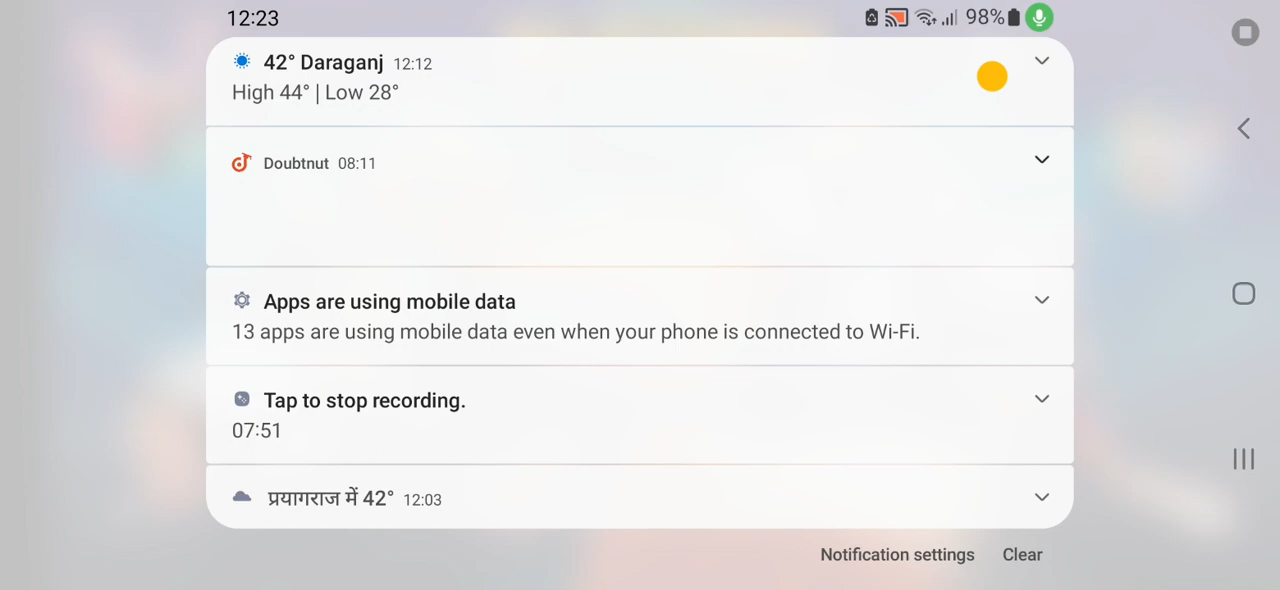 12:23 98%
42° Daraganj 12:12
High 44° | Low 28°
Doubtnut 08:11
Apps are using mobile data
13 apps are using mobile data even when your phone is connected to Wi-Fi.
Tap to stop recording.
07:51
प्रयागराज में 42° 12:03
Notification settings Clear